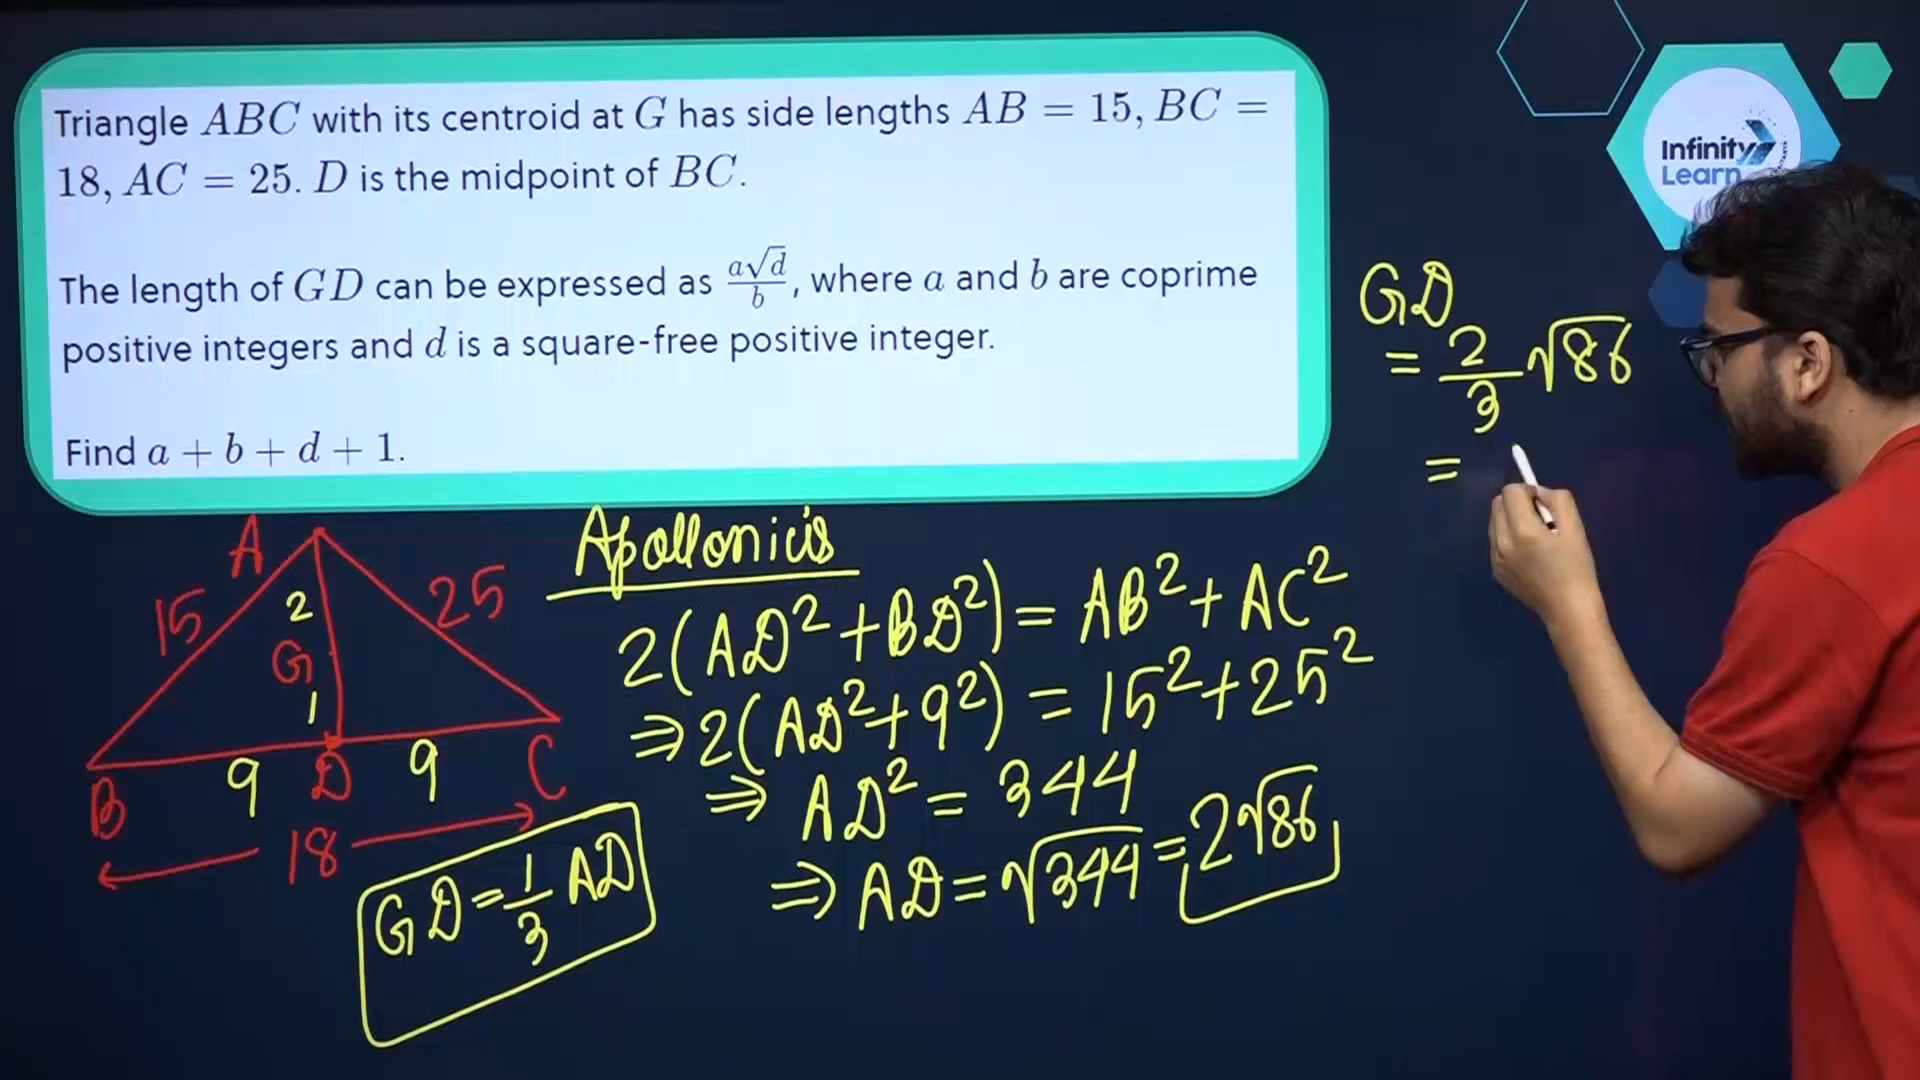 Triangle ABC with its centroid at G has side lengths AB = 15, BC =
18, AC = 25. D is the midpoint of BC.
The length of GD can be expressed as a√d/b, where a and b are coprime
positive integers and d is a square-free positive integer.
Find a + b + d + 1.
Infinity
Learn
GD
= 2/3 √86
=
A
15
2
25
G
1
B
9
D
9
C
18
GD = 1/3 AD
Apollonius
2(AD² + BD²) = AB² + AC²
⇒ 2(AD² + 9²) = 15² + 25²
⇒ AD² = 344
⇒ AD = √344 = 2√86